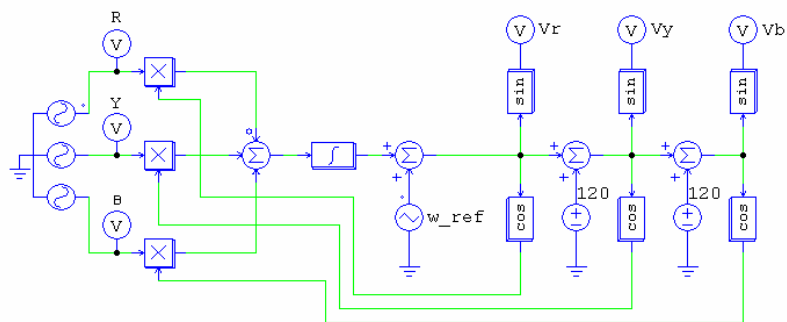 R
V
Vr
V
Vy
V
Vb
V
sin
sin
sin
Y
V
o
Σ
∫
+
Σ
+
+
Σ
+
+
Σ
+
B
V
w_ref
cos
120
cos
120
cos